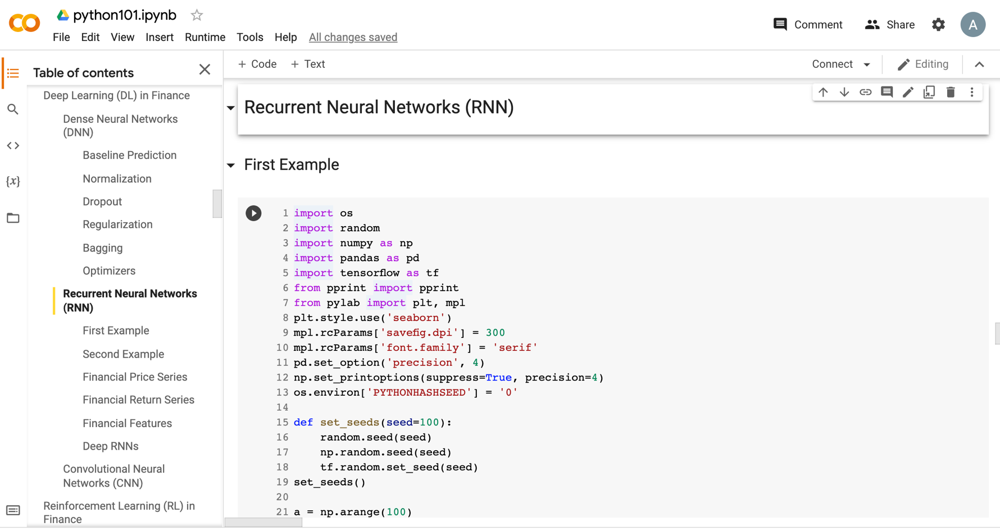 python101.ipynb
File Edit View Insert Runtime Tools Help All changes saved
Comment Share A
Table of contents
Deep Learning (DL) in Finance
Dense Neural Networks
(DNN)
Baseline Prediction
Normalization
Dropout
Regularization
Bagging
Optimizers
Recurrent Neural Networks
(RNN)
First Example
Second Example
Financial Price Series
Financial Return Series
Financial Features
Deep RNNs
Convolutional Neural
Networks (CNN)
Reinforcement Learning (RL) in
Finance
+ Code + Text
Connect Editing
Recurrent Neural Networks (RNN)
First Example
1 import os
2 import random
3 import numpy as np
4 import pandas as pd
5 import tensorflow as tf
6 from pprint import pprint
7 from pylab import plt, mpl
8 plt.style.use('seaborn')
9 mpl.rcParams['savefig.dpi'] = 300
10 mpl.rcParams['font.family'] = 'serif'
11 pd.set_option('precision', 4)
12 np.set_printoptions(suppress=True, precision=4)
13 os.environ['PYTHONHASHSEED'] = '0'
14
15 def set_seeds(seed=100):
16     random.seed(seed)
17     np.random.seed(seed)
18     tf.random.set_seed(seed)
19 set_seeds()
20
21 a = np.arange(100)